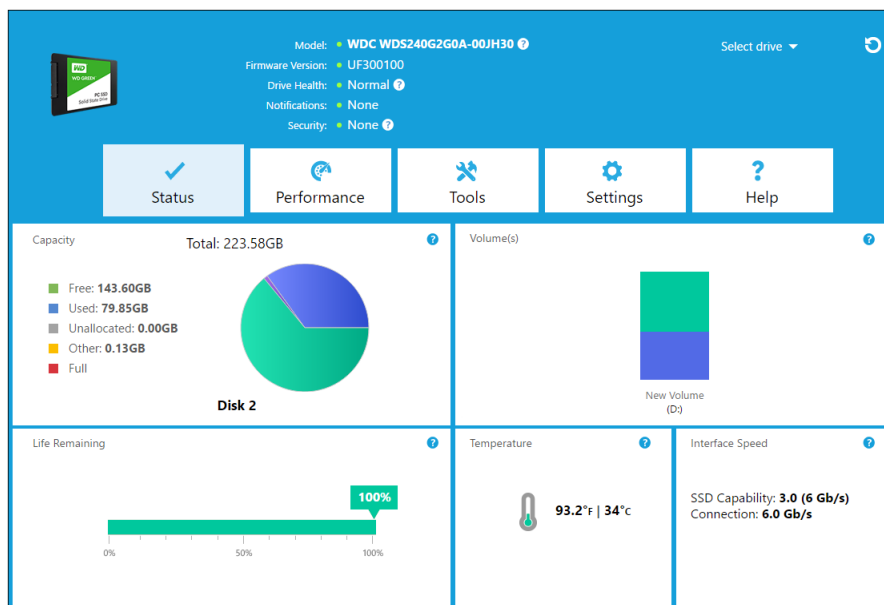 Model: WDC WDS240G2G0A-00JH30 ?
Firmware Version: UF300100
Drive Health: Normal ?
Notifications: None
Security: None ?
Select drive
WD
WD GREEN
PC SSD
Solid State Drive
Status
Performance
Tools
Settings
? Help
Capacity
?
Total: 223.58GB
Free: 143.60GB
Used: 79.85GB
Unallocated: 0.00GB
Other: 0.13GB
Full
Disk 2
Volume(s)
?
New Volume
(D:)
Life Remaining
?
100%
0% 50% 100%
Temperature
?
93.2°F | 34°C
Interface Speed
?
SSD Capability: 3.0 (6 Gb/s)
Connection: 6.0 Gb/s